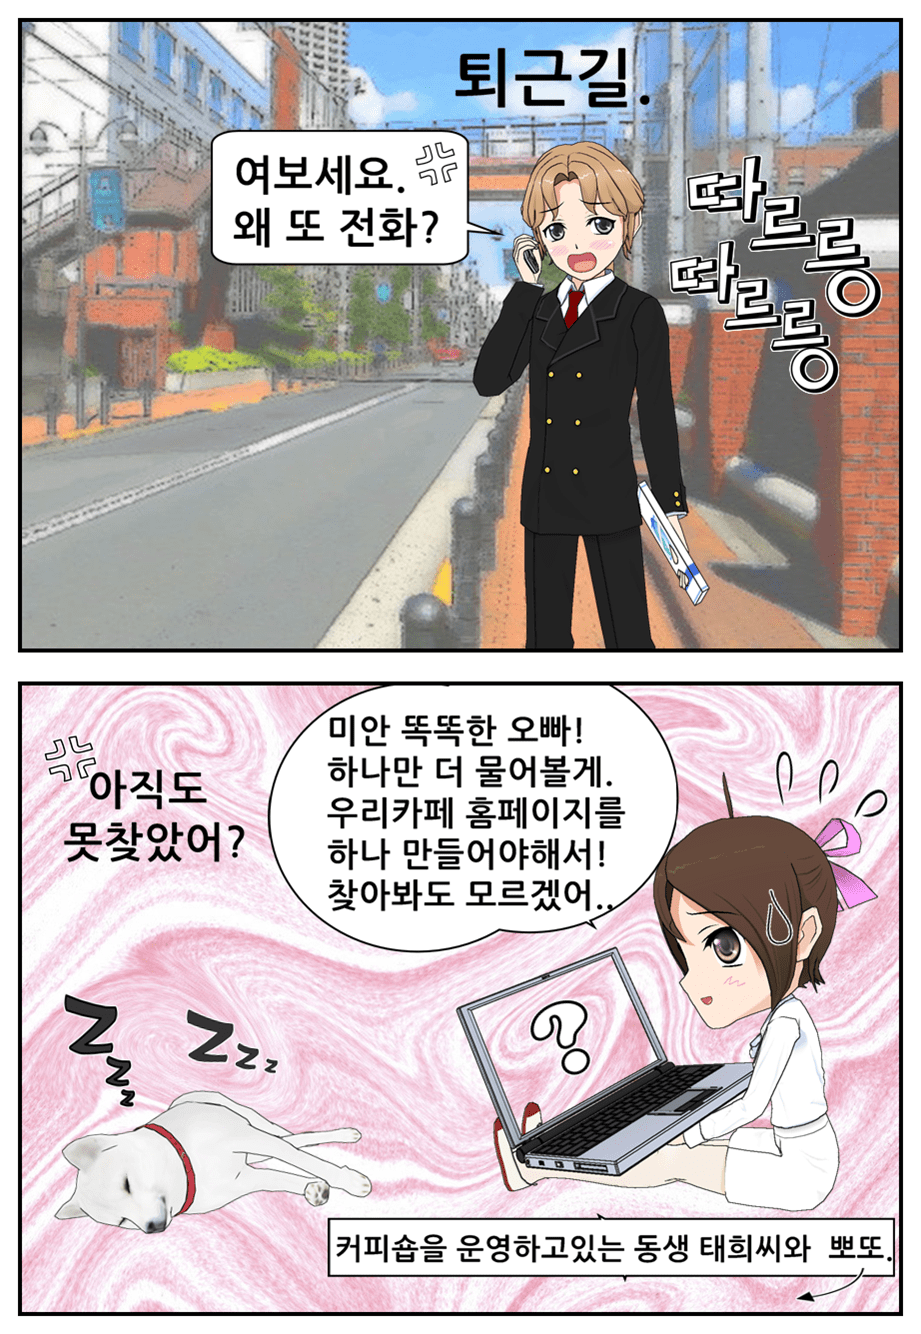 퇴근길.
여보세요.
왜 또 전화?
따르릉
따르릉
미안 똑똑한 오빠!
하나만 더 물어볼게.
우리카페 홈페이지를
하나 만들어야해서!
찾아봐도 모르겠어..
아직도
못찾았어?
?
Zzz
Zzz
커피숍을 운영하고있는 동생 태희씨와 뽀또.